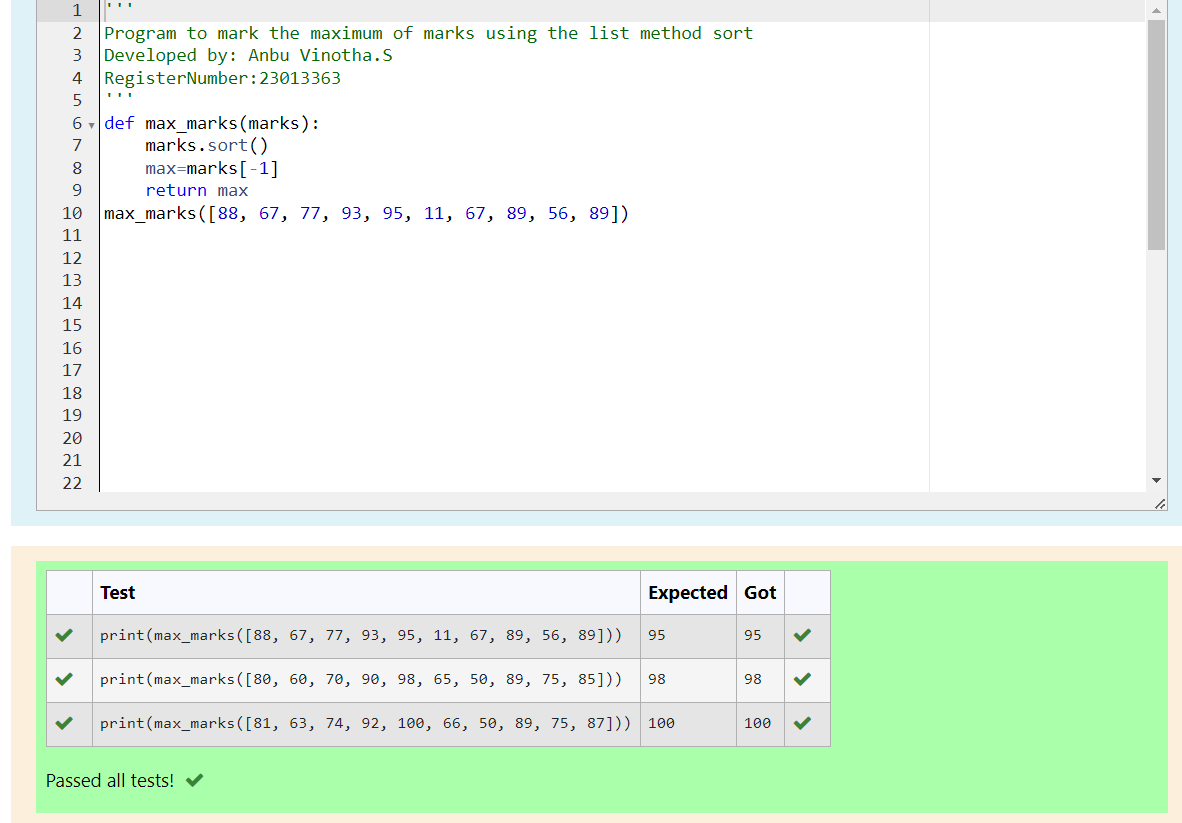 1 '''
2 Program to mark the maximum of marks using the list method sort
3 Developed by: Anbu Vinotha.S
4 RegisterNumber:23013363
5 '''
6 def max_marks(marks):
7     marks.sort()
8     max=marks[-1]
9     return max
10 max_marks([88, 67, 77, 93, 95, 11, 67, 89, 56, 89])
11
12
13
14
15
16
17
18
19
20
21
22
Test Expected Got
print(max_marks([88, 67, 77, 93, 95, 11, 67, 89, 56, 89])) 95 95
print(max_marks([80, 60, 70, 90, 98, 65, 50, 89, 75, 85])) 98 98
print(max_marks([81, 63, 74, 92, 100, 66, 50, 89, 75, 87])) 100 100
Passed all tests!